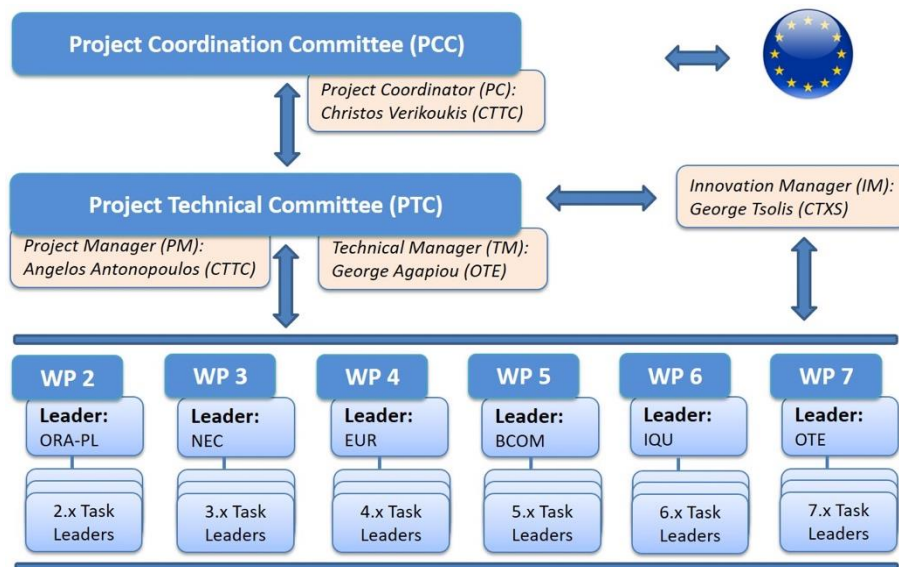 Project Coordination Committee (PCC)
Project Coordinator (PC):
Christos Verikoukis (CTTC)
Project Technical Committee (PTC)
Innovation Manager (IM):
George Tsolis (CTXS)
Project Manager (PM):
Angelos Antonopoulos (CTTC)
Technical Manager (TM):
George Agapiou (OTE)
WP 2
Leader:
ORA-PL
2.x Task
Leaders
WP 3
Leader:
NEC
3.x Task
Leaders
WP 4
Leader:
EUR
4.x Task
Leaders
WP 5
Leader:
BCOM
5.x Task
Leaders
WP 6
Leader:
IQU
6.x Task
Leaders
WP 7
Leader:
OTE
7.x Task
Leaders